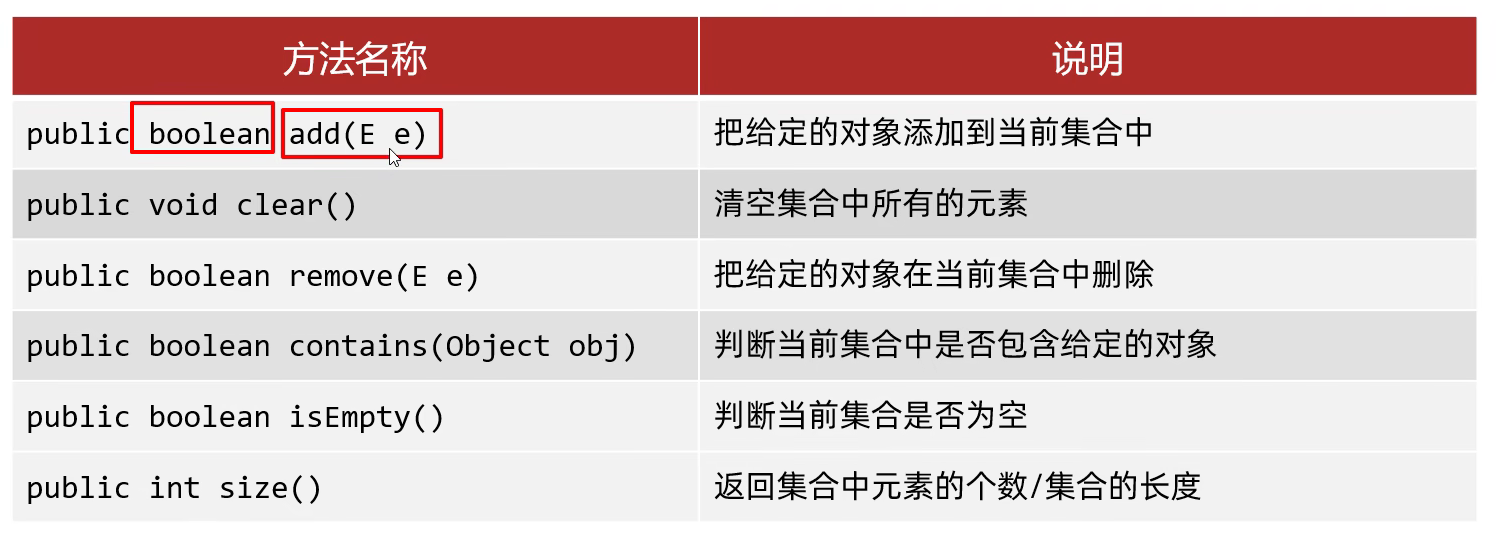 方法名称 说明
public boolean add(E e) 把给定的对象添加到当前集合中
public void clear() 清空集合中所有的元素
public boolean remove(E e) 把给定的对象在当前集合中删除
public boolean contains(Object obj) 判断当前集合中是否包含给定的对象
public boolean isEmpty() 判断当前集合是否为空
public int size() 返回集合中元素的个数/集合的长度